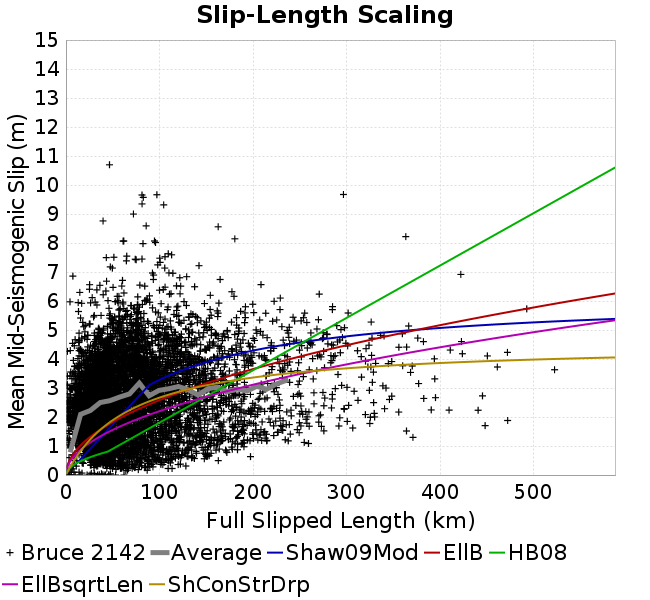 Slip-Length Scaling
Mean Mid-Seismogenic Slip (m)
15
14
13
12
11
10
9
8
7
6
5
4
3
2
1
0
0 100 200 300 400 500
Full Slipped Length (km)
Bruce 2142 Average Shaw09Mod EllB HB08
EllBsqrtLen ShConStrDrp